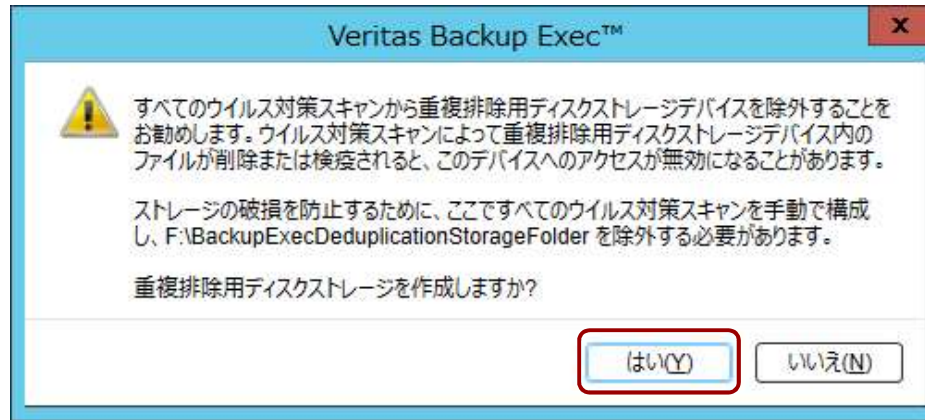 Veritas Backup Exec™
x
すべてのウイルス対策スキャンから重複排除用ディスクストレージデバイスを除外することを
お勧めします。ウイルス対策スキャンによって重複排除用ディスクストレージデバイス内の
ファイルが削除または検疫されると、このデバイスへのアクセスが無効になることがあります。
ストレージの破損を防止するために、ここですべてのウイルス対策スキャンを手動で構成
し、F:\BackupExecDeduplicationStorageFolder を除外する必要があります。
重複排除用ディスクストレージを作成しますか?
はい(Y) いいえ(N)